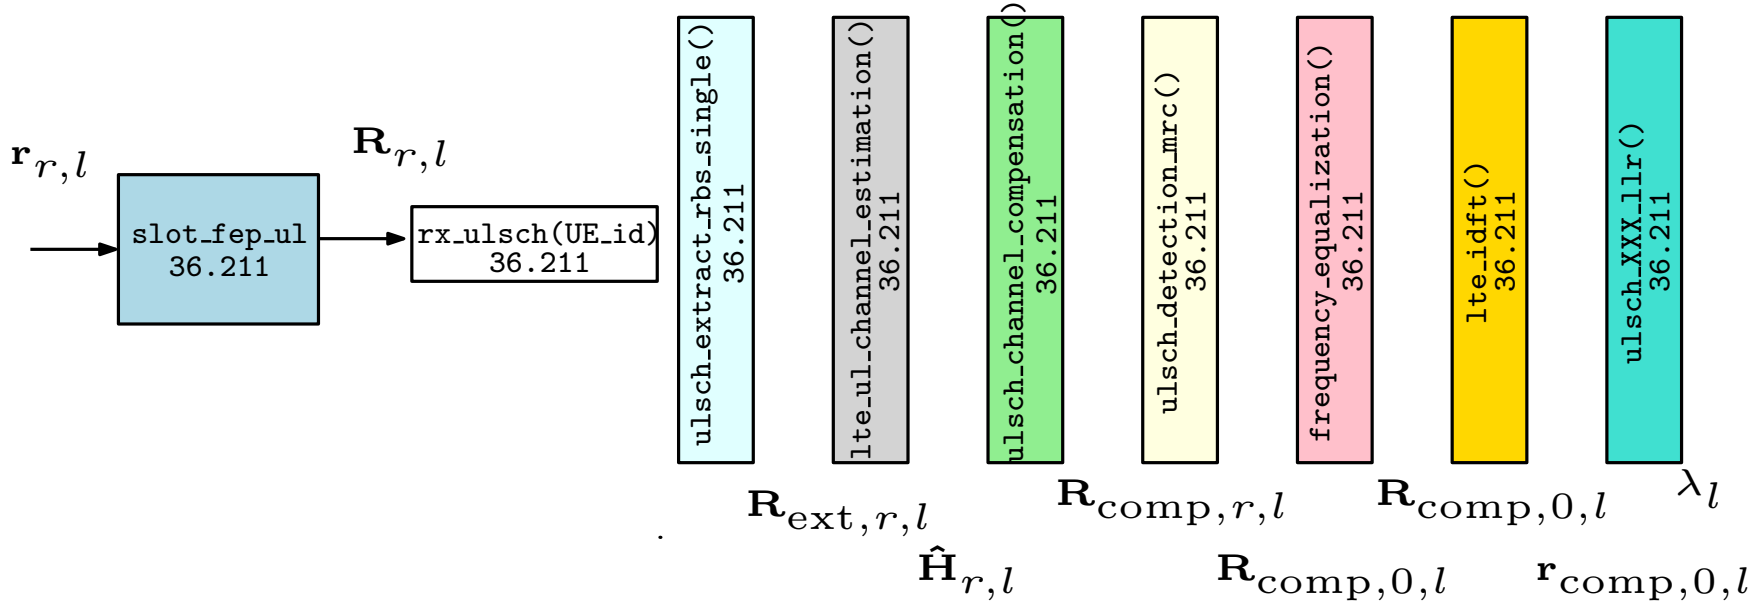 r_{r,l}
slot_fep_ul
36.211
R_{r,l}
rx_ulsch(UE_id)
36.211
ulsch_extract_rbs_single()
36.211
lte_ul_channel_estimation()
36.211
ulsch_channel_compensation()
36.211
ulsch_detection_mrc()
36.211
frequency_equalization()
36.211
lte_idft()
36.211
ulsch_XXX_llr()
36.211
R_{ext,r,l}
Ĥ_{r,l}
R_{comp,r,l}
R_{comp,0,l}
R_{comp,0,l}
r_{comp,0,l}
λ_l
.